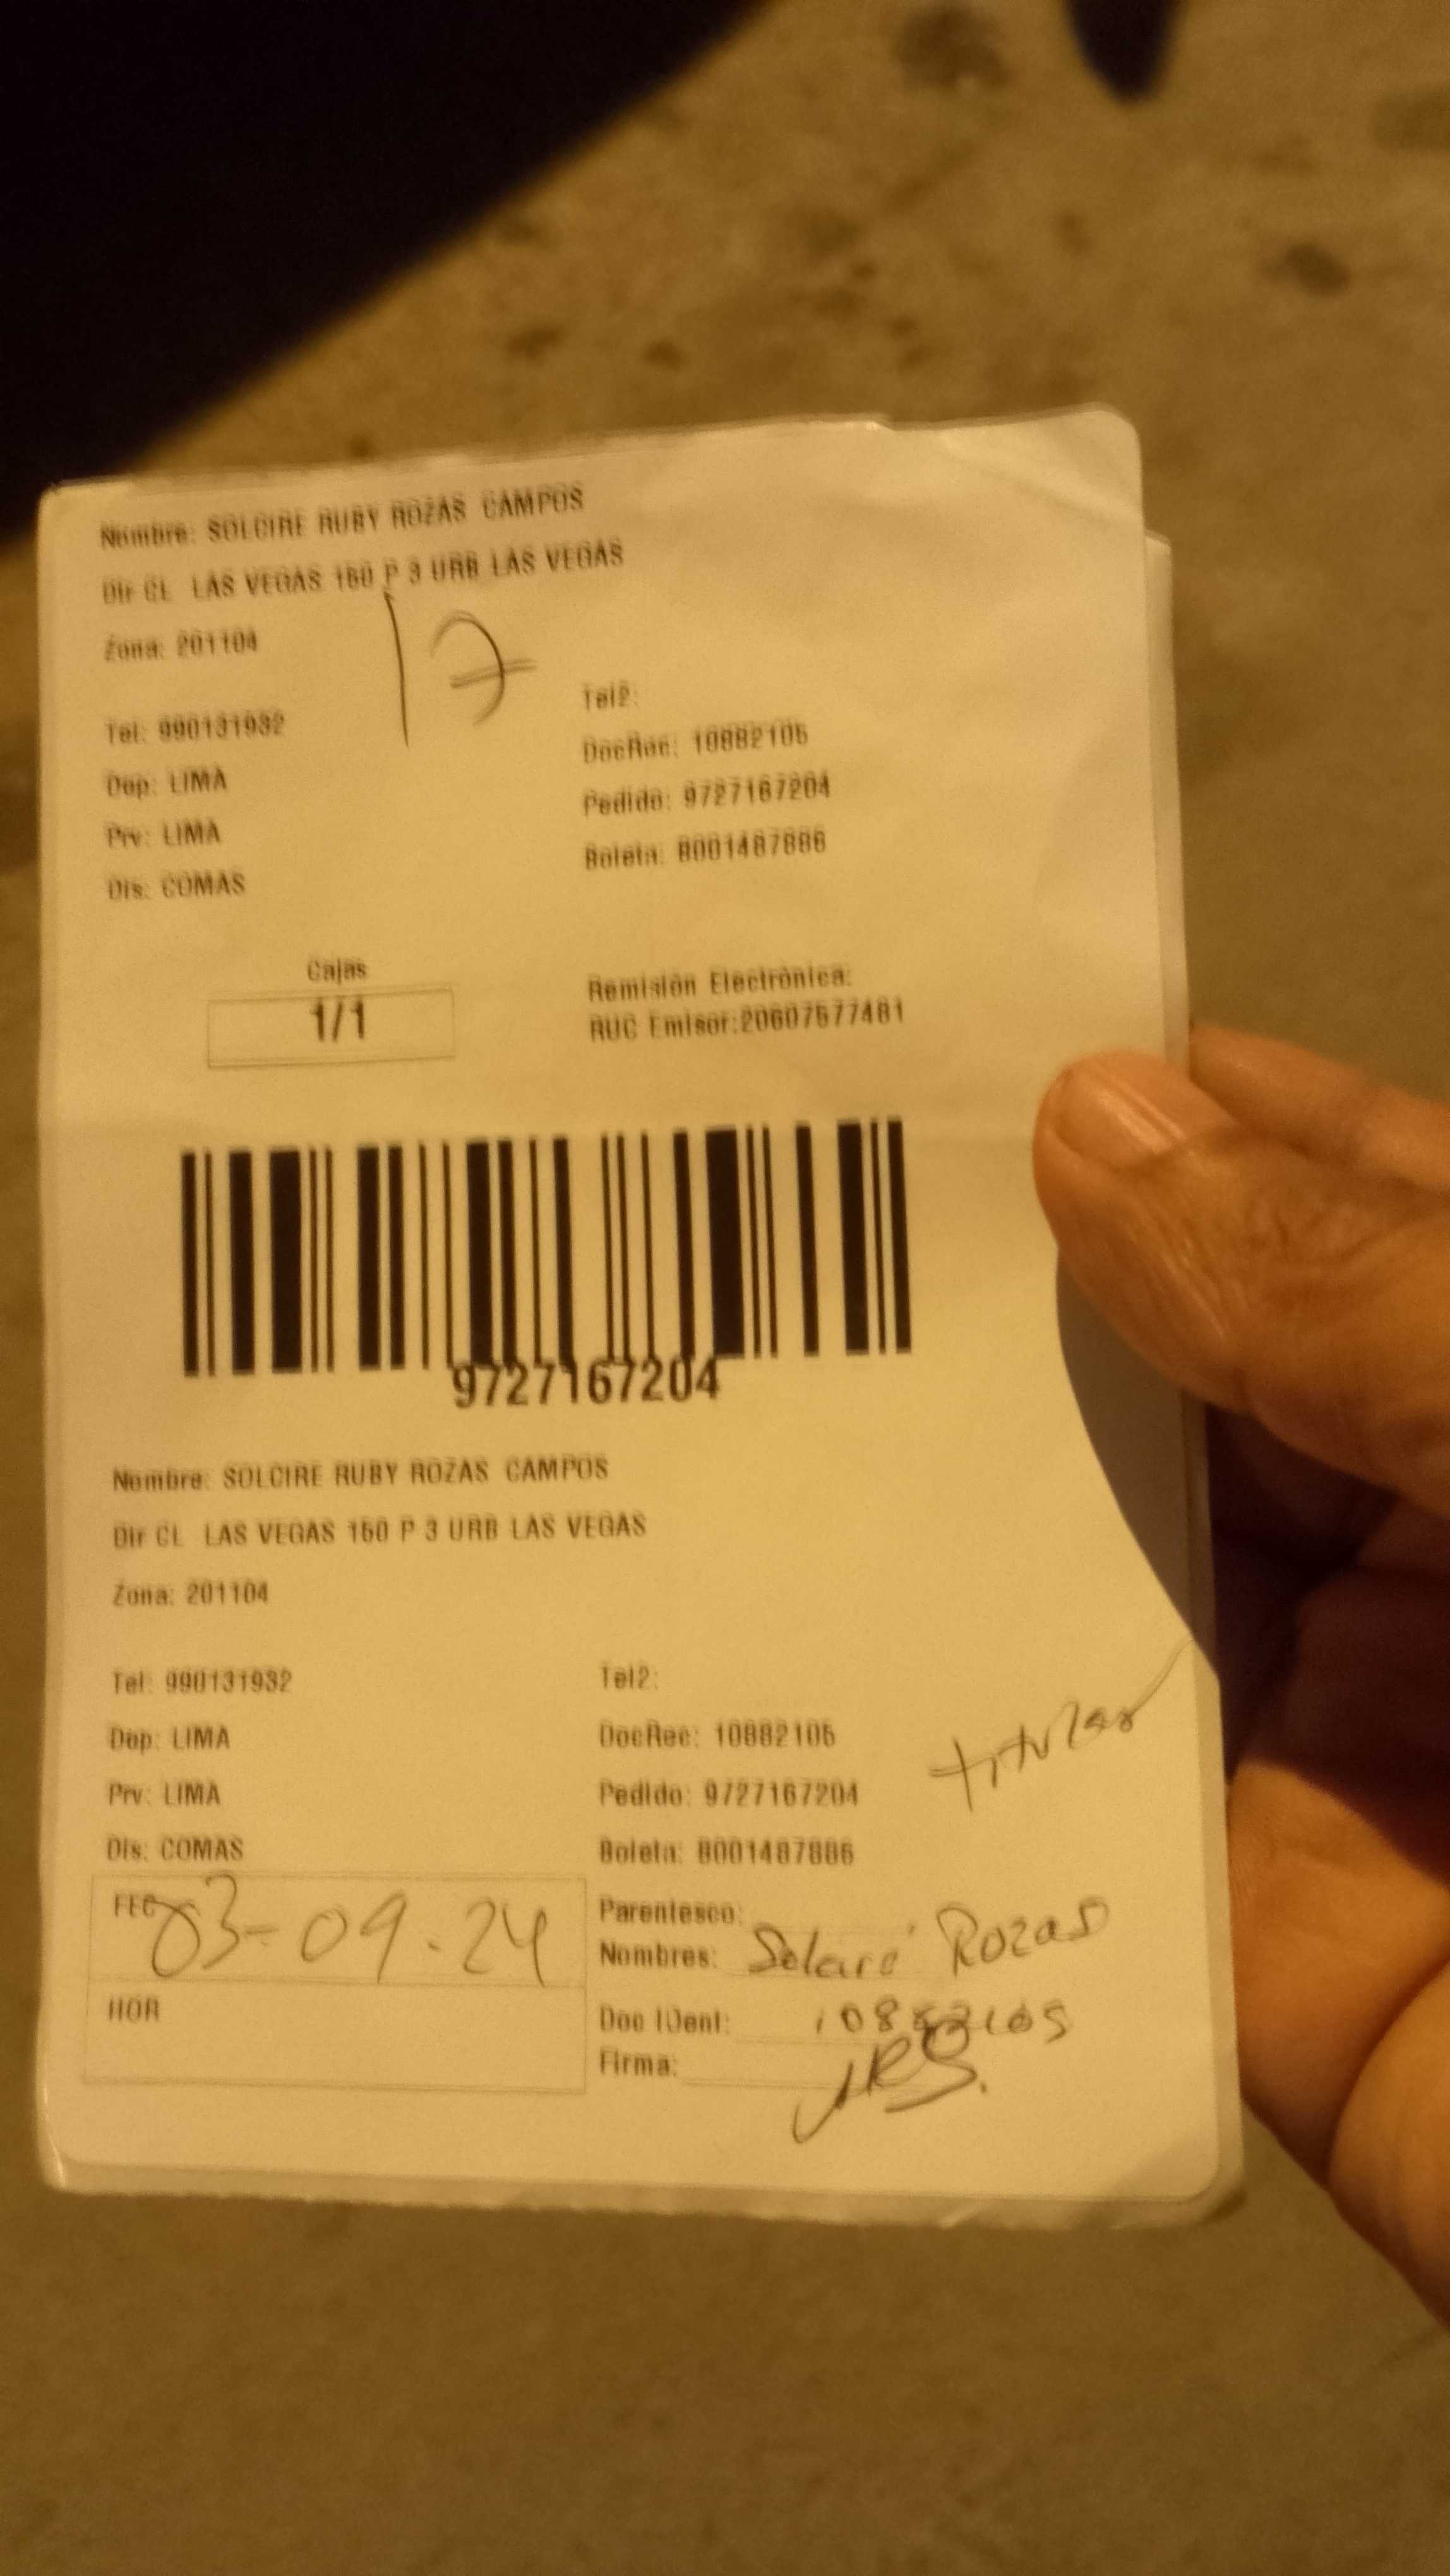 Nombre: SOLCIRE RUBY ROZAS CAMPOS
Dir CL LAS VEGAS 160 P 3 URB LAS VEGAS
Zona: 201104
17
Tel: 990131932
Tel2:
DocRec: 10882105
Dep: LIMA
Pedido: 9727167204
Prv: LIMA
Boleta: B001487886
Dis: COMAS
Cajas
1/1
Remisión Electrónica:
RUC Emisor:20607577481
9727167204
Nombre: SOLCIRE RUBY ROZAS CAMPOS
Dir CL LAS VEGAS 160 P 3 URB LAS VEGAS
Zona: 201104
Tel: 990131932
Tel2:
Dep: LIMA
DocRec: 10882105
titular
Prv: LIMA
Pedido: 9727167204
Dis: COMAS
Boleta: B001487886
FEC 03-09.24
Parentesco:
Nombres: Rozas
HOR
Doc IDent: 10882105
Firma: